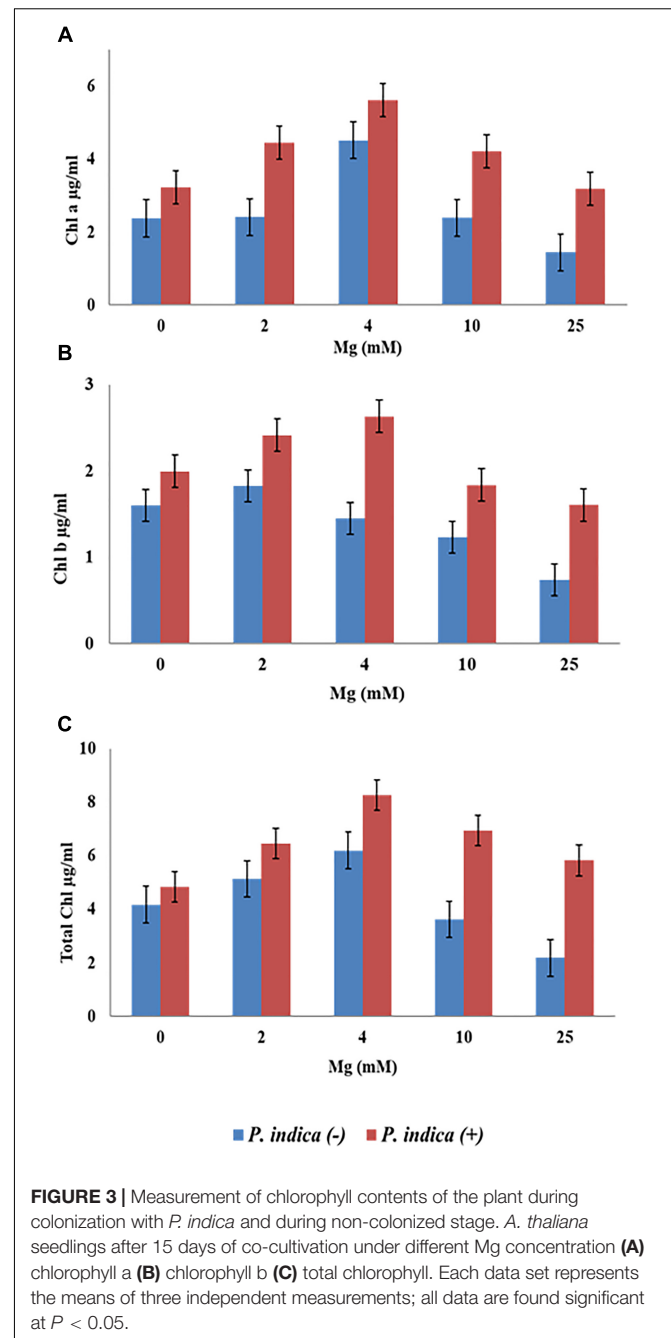 A
6
4
2
0
Chl a µg/ml
0 2 4 10 25
Mg (mM)
B
3
2
1
0
Chl b µg/ml
0 2 4 10 25
Mg (mM)
C
10
8
6
4
2
0
Total Chl µg/ml
0 2 4 10 25
Mg (mM)
P. indica (-) P. indica (+)
FIGURE 3 | Measurement of chlorophyll contents of the plant during
colonization with P. indica and during non-colonized stage. A. thaliana
seedlings after 15 days of co-cultivation under different Mg concentration (A)
chlorophyll a (B) chlorophyll b (C) total chlorophyll. Each data set represents
the means of three independent measurements; all data are found significant
at P < 0.05.